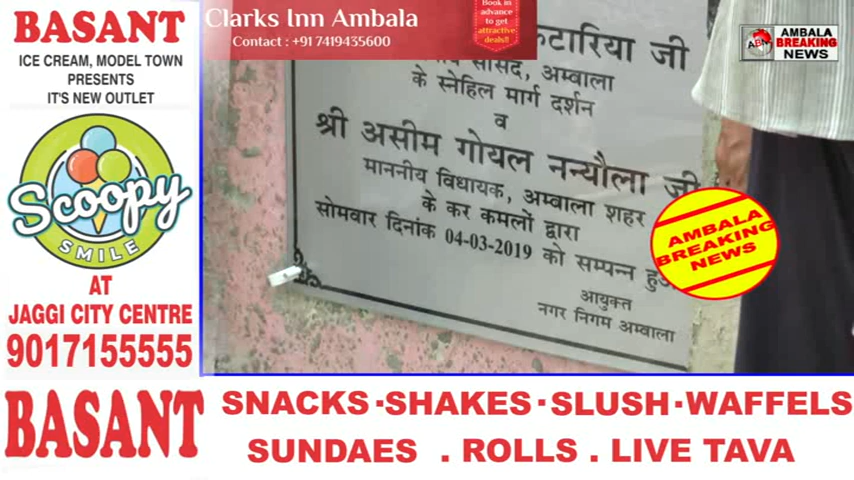 BASANT
ICE CREAM, MODEL TOWN
PRESENTS
IT'S NEW OUTLET
Scoopy
SMILE
AT
JAGGI CITY CENTRE
9017155555
Clarks Inn Ambala
Contact : +91 7419435600
Book in
advance
to get
attractive
deals!!
AMBALA
BREAKING
NEWS
कटारिया जी
सांसद, अम्बाला
के स्नेहिल मार्ग दर्शन
व
श्री असीम गोयल नन्यौला जी
माननीय विधायक, अम्बाला शहर
के कर कमलों द्वारा
सोमवार दिनांक 04-03-2019 को सम्पन्न
आयुक्त
नगर निगम अम्बाला
AMBALA
BREAKING
NEWS
BASANT
SNACKS · SHAKES · SLUSH · WAFFELS
SUNDAES . ROLLS . LIVE TAVA